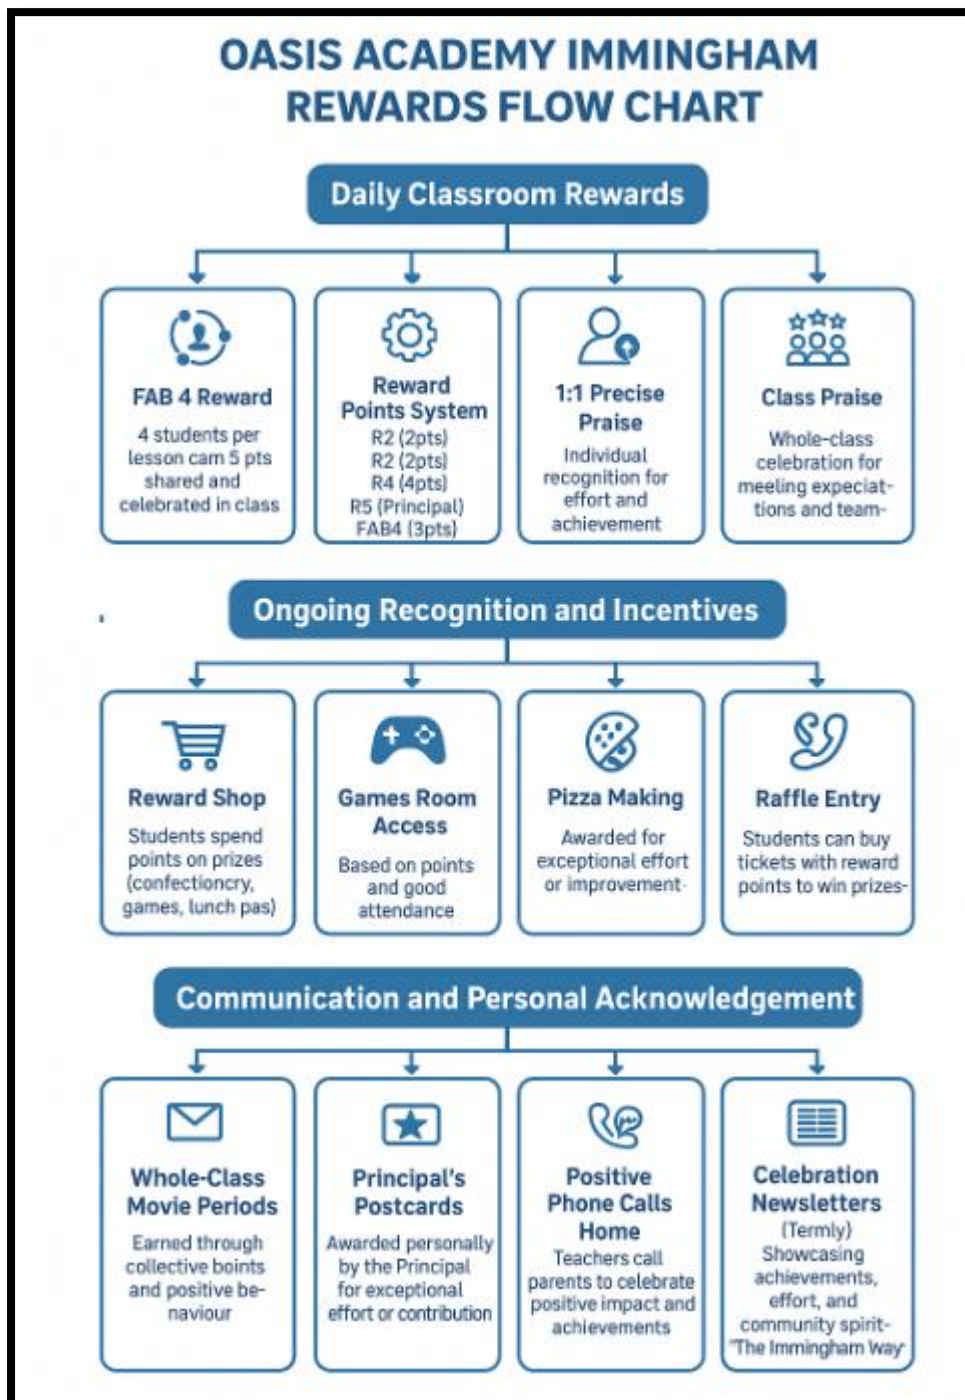 OASIS ACADEMY IMMINGHAM
REWARDS FLOW CHART
Daily Classroom Rewards
FAB 4 Reward
4 students per
lesson cam 5 pts
shared and
celebrated in class
Reward
Points System
R2 (2pts)
R2 (2pts)
R4 (4pts)
R5 (Principal)
FAB4 (3pts)
1:1 Precise
Praise
Individual
recognition for
effort and
achievement
Class Praise
Whole-class
celebration for
meeling expeciat-
tions and team-
Ongoing Recognition and Incentives
Reward Shop
Students spend
points on prizes
(confectioncry,
games, lunch pas)
Games Room
Access
Based on points
and good
attendance
Pizza Making
Awarded for
exceptional effort
or improvement
Raffle Entry
Students can buy
tickets with reward
points to win prizes-
Communication and Personal Acknowledgement
Whole-Class
Movie Periods
Earned through
collective boints
and positive be-
naviour
Principal's
Postcards
Awarded personally
by the Principal
for exceptional
effort or contribution
Positive
Phone Calls
Home
Teachers call
parents to celebrate
positive impact and
achievements
Celebration
Newsletters
(Termly)
Showcasing
achievements,
effort, and
community spirit-
"The Immingham Way